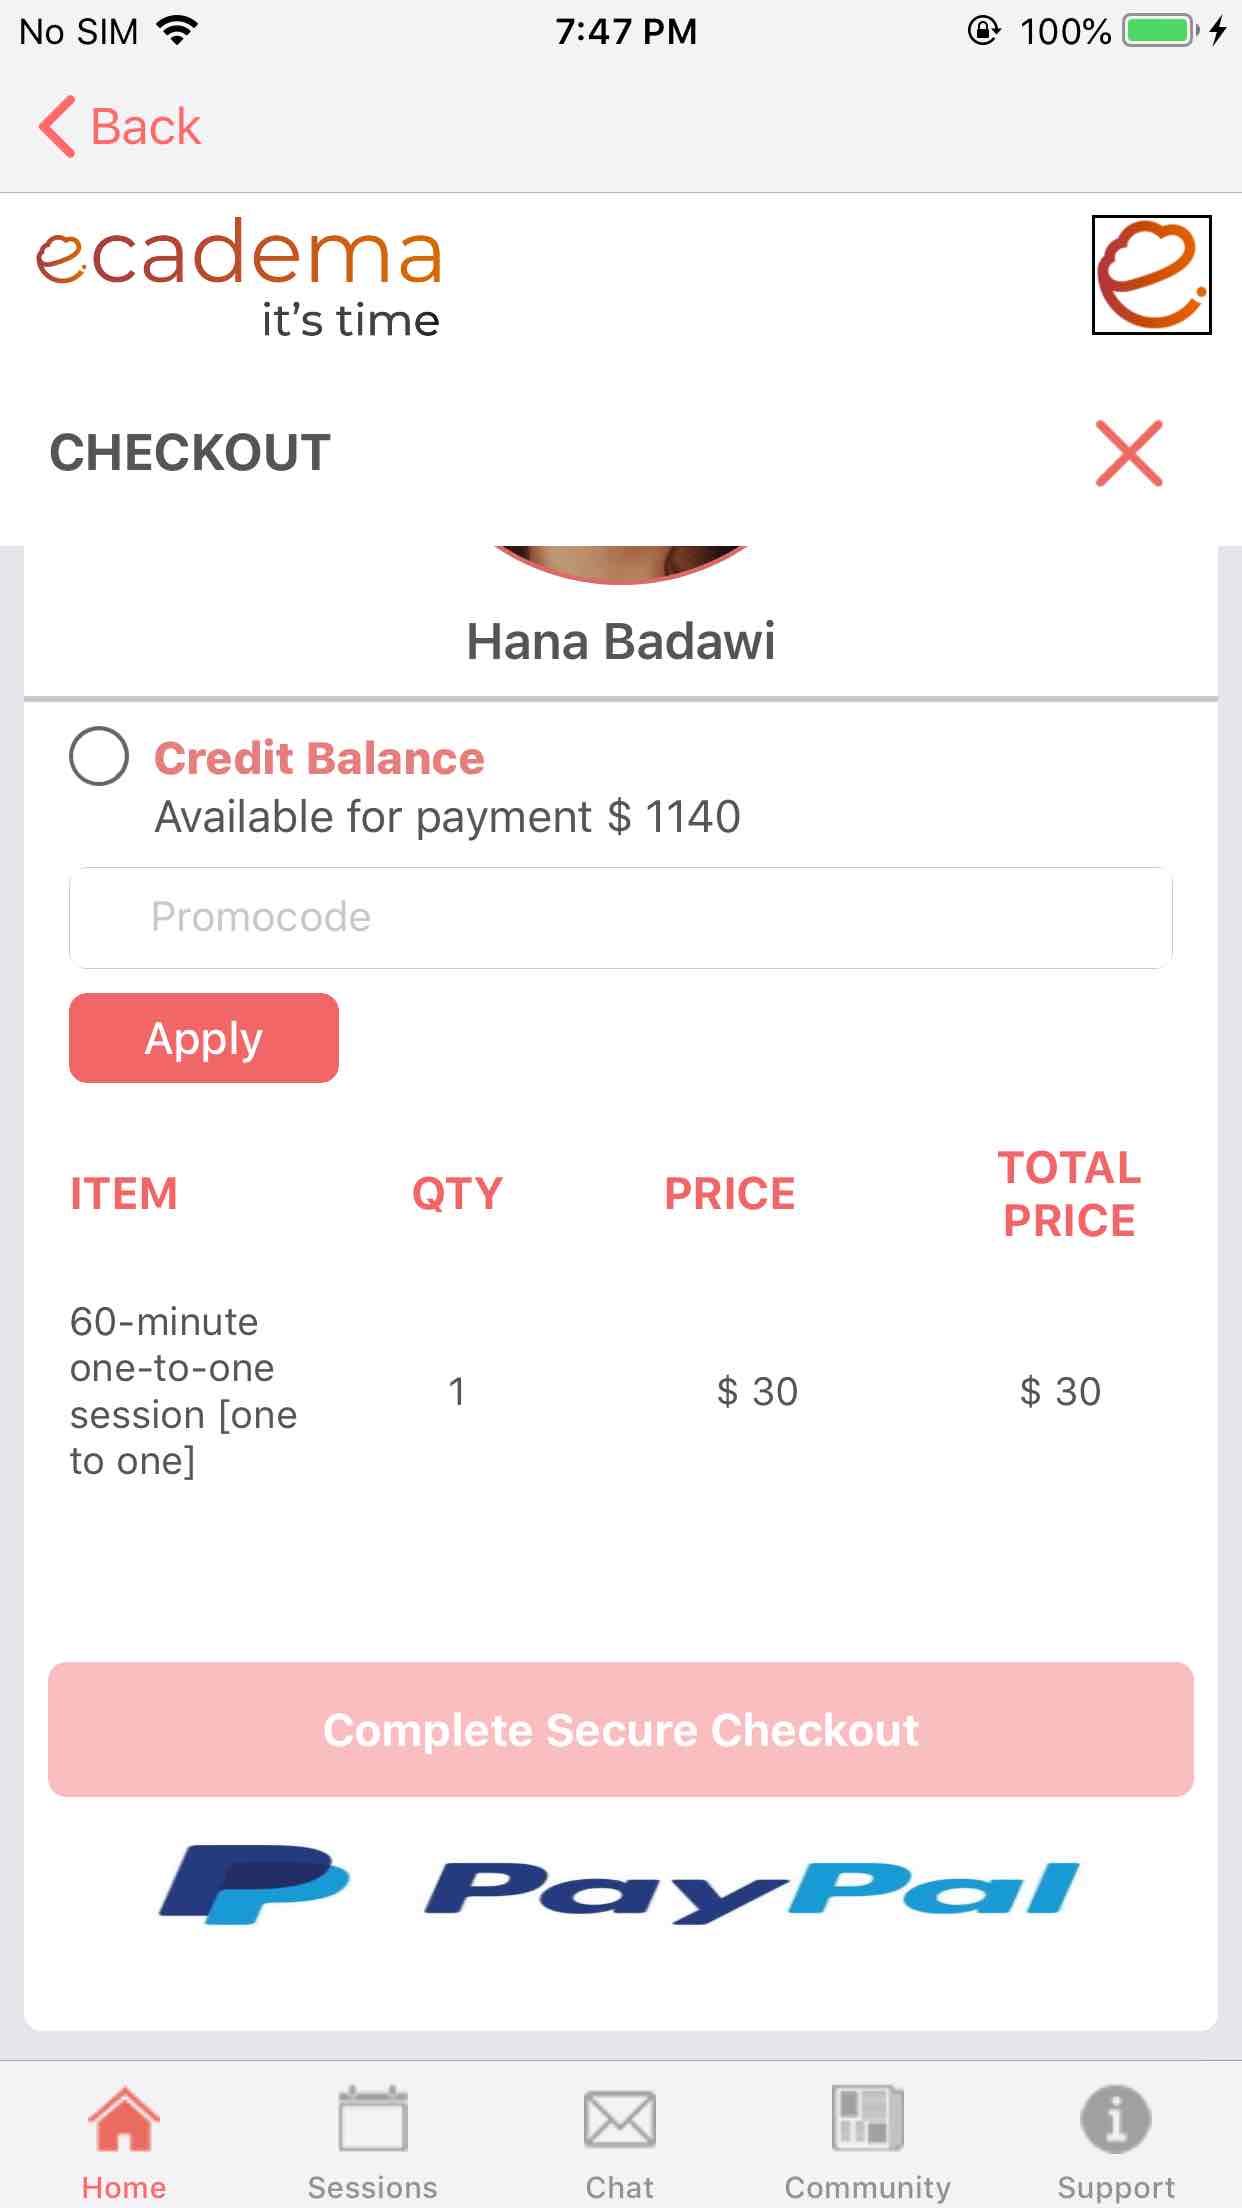 No SIM 7:47 PM 100%
Back
ecadema
it's time
CHECKOUT
Hana Badawi
Credit Balance
Available for payment $ 1140
Promocode
Apply
ITEM QTY PRICE TOTAL PRICE
60-minute
one-to-one
session [one
to one]
1 $ 30 $ 30
Complete Secure Checkout
PayPal
Home Sessions Chat Community Support